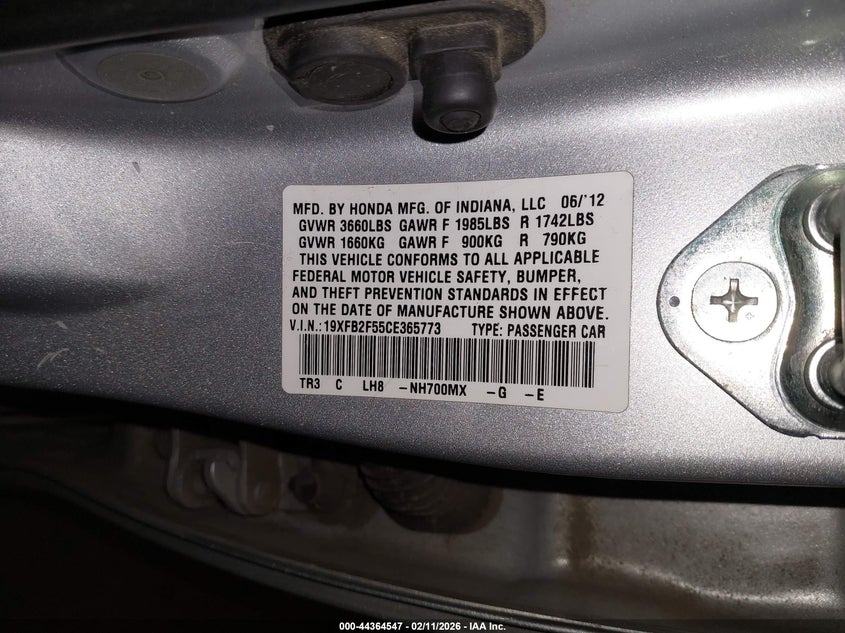 MFD. BY HONDA MFG. OF INDIANA, LLC 06/'12
GVWR 3660LBS GAWR F 1985LBS R 1742LBS
GVWR 1660KG GAWR F 900KG R 790KG
THIS VEHICLE CONFORMS TO ALL APPLICABLE
FEDERAL MOTOR VEHICLE SAFETY, BUMPER,
AND THEFT PREVENTION STANDARDS IN EFFECT
ON THE DATE OF MANUFACTURE SHOWN ABOVE.
V.I.N.:19XFB2F55CE365773 TYPE: PASSENGER CAR
TR3 C LH8 -NH700MX -G -E
000-44364547 - 02/11/2026 - IAA Inc.